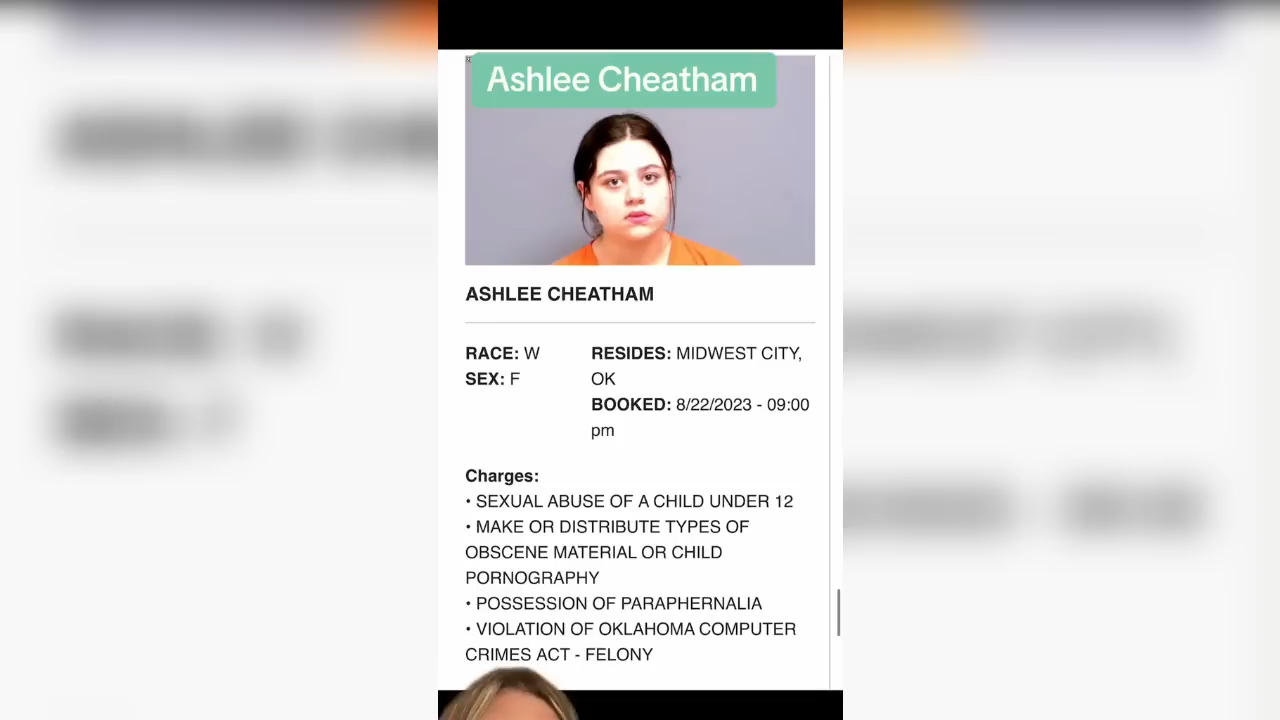 Ashlee Cheatham
ASHLEE CHEATHAM
RACE: W
SEX: F
RESIDES: MIDWEST CITY,
OK
BOOKED: 8/22/2023 - 09:00
pm
Charges:
• SEXUAL ABUSE OF A CHILD UNDER 12
• MAKE OR DISTRIBUTE TYPES OF
OBSCENE MATERIAL OR CHILD
PORNOGRAPHY
• POSSESSION OF PARAPHERNALIA
• VIOLATION OF OKLAHOMA COMPUTER
CRIMES ACT - FELONY